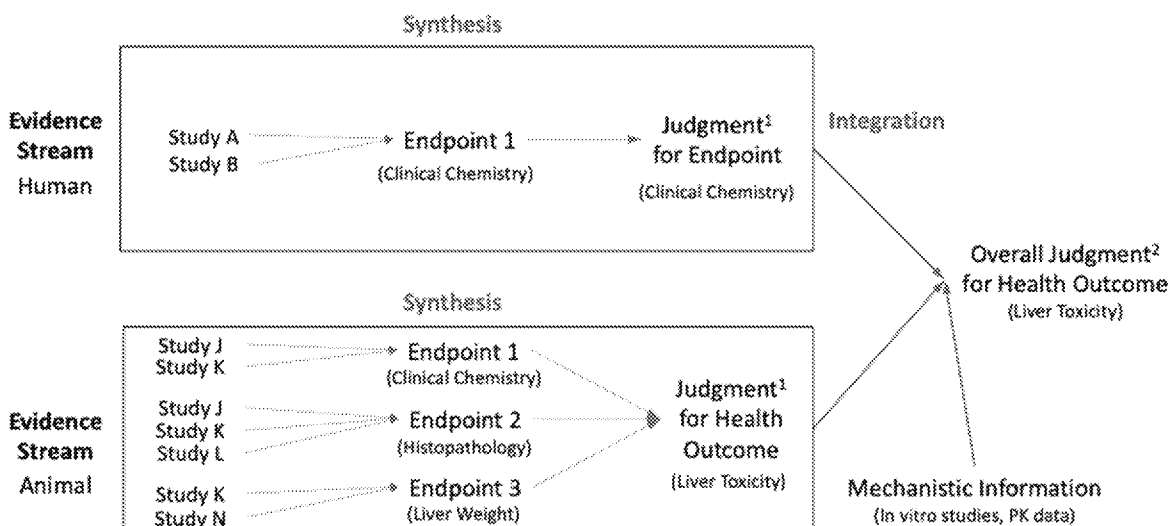 Synthesis
Evidence
Stream
Human
Study A
Study B
Endpoint 1
(Clinical Chemistry)
Judgment¹
for Endpoint
(Clinical Chemistry)
Integration
Overall Judgment²
for Health Outcome
(Liver Toxicity)
Synthesis
Evidence
Stream
Animal
Study J
Study K
Endpoint 1
(Clinical Chemistry)
Study J
Study K
Study L
Endpoint 2
(Histopathology)
Study K
Study N
Endpoint 3
(Liver Weight)
Judgment¹
for Health
Outcome
(Liver Toxicity)
Mechanistic Information
(In vitro studies, PK data)